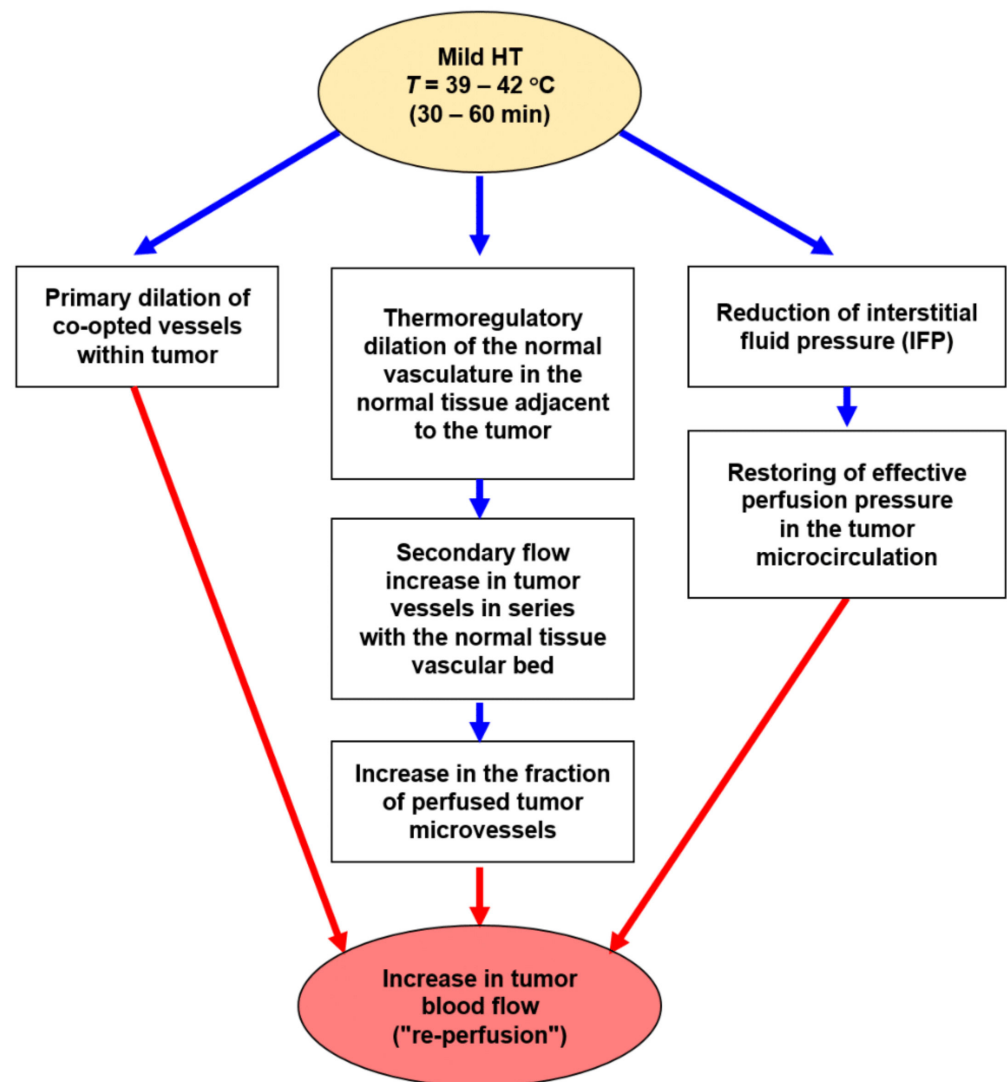 Mild HT
T = 39 – 42 °C
(30 – 60 min)
Primary dilation of
co-opted vessels
within tumor
Thermoregulatory
dilation of the normal
vasculature in the
normal tissue adjacent
to the tumor
Reduction of interstitial
fluid pressure (IFP)
Restoring of effective
perfusion pressure
in the tumor
microcirculation
Secondary flow
increase in tumor
vessels in series
with the normal tissue
vascular bed
Increase in the fraction
of perfused tumor
microvessels
Increase in tumor
blood flow
("re-perfusion")